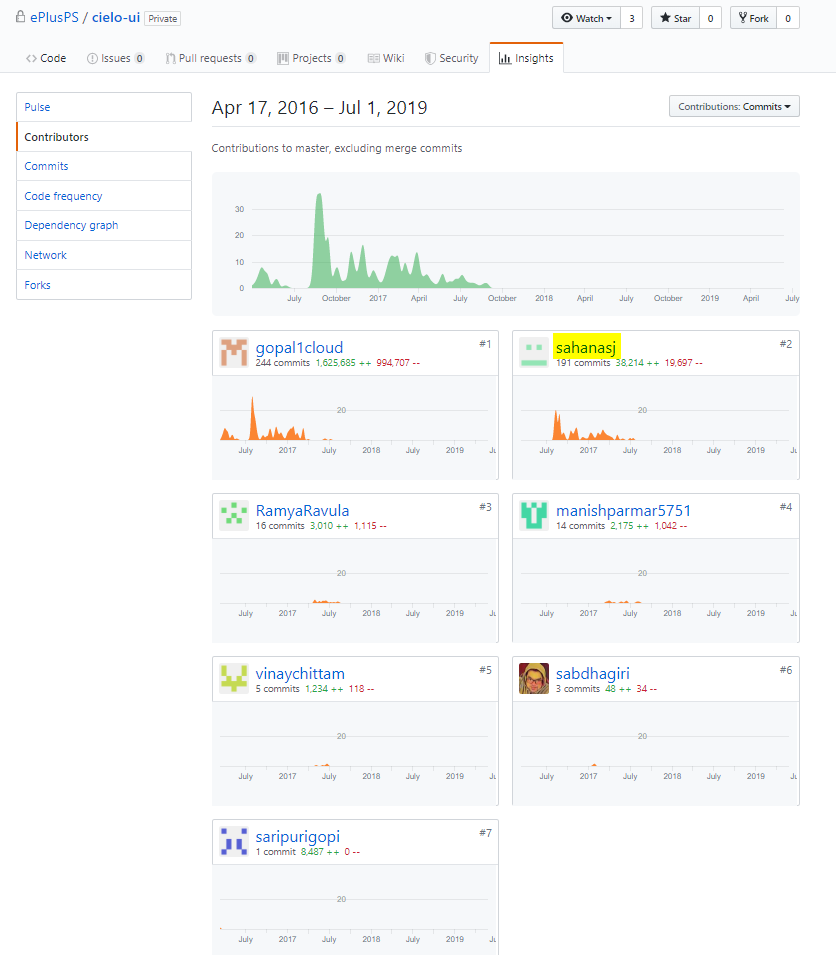 ePlusPS / cielo-ui Private
Watch 3 Star 0 Fork 0
Code Issues 0 Pull requests 0 Projects 0 Wiki Security Insights
Pulse
Contributors
Commits
Code frequency
Dependency graph
Network
Forks
Apr 17, 2016 – Jul 1, 2019
Contributions: Commits
Contributions to master, excluding merge commits
30
20
10
0
July October 2017 April July October 2018 April July October 2019 April July
gopal1cloud #1
244 commits 1,625,685 ++ 994,707 --
20
July 2017 July 2018 July 2019 Ju
sahanasj #2
191 commits 38,214 ++ 19,697 --
20
July 2017 July 2018 July 2019 Ju
RamyaRavula #3
16 commits 3,010 ++ 1,115 --
20
July 2017 July 2018 July 2019 Ju
manishparmar5751 #4
14 commits 2,175 ++ 1,042 --
20
July 2017 July 2018 July 2019 Ju
vinaychittam #5
5 commits 1,234 ++ 118 --
20
July 2017 July 2018 July 2019 Ju
sabdhagiri #6
3 commits 48 ++ 34 --
20
July 2017 July 2018 July 2019 Ju
saripurigopi #7
1 commit 8,487 ++ 0 --
20
July 2017 July 2018 July 2019 Ju